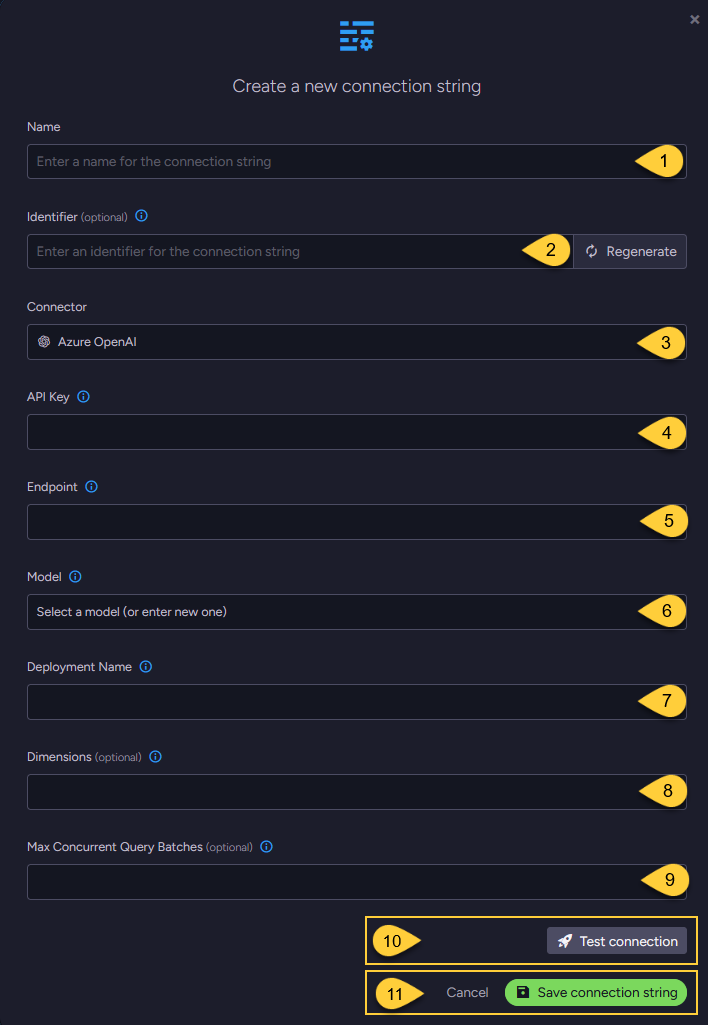 ×
Create a new connection string
Name
Enter a name for the connection string
1
Identifier (optional)
Enter an identifier for the connection string
2
Regenerate
Connector
Azure OpenAI
3
API Key
4
Endpoint
5
Model
Select a model (or enter new one)
6
Deployment Name
7
Dimensions (optional)
8
Max Concurrent Query Batches (optional)
9
10
Test connection
11
Cancel
Save connection string